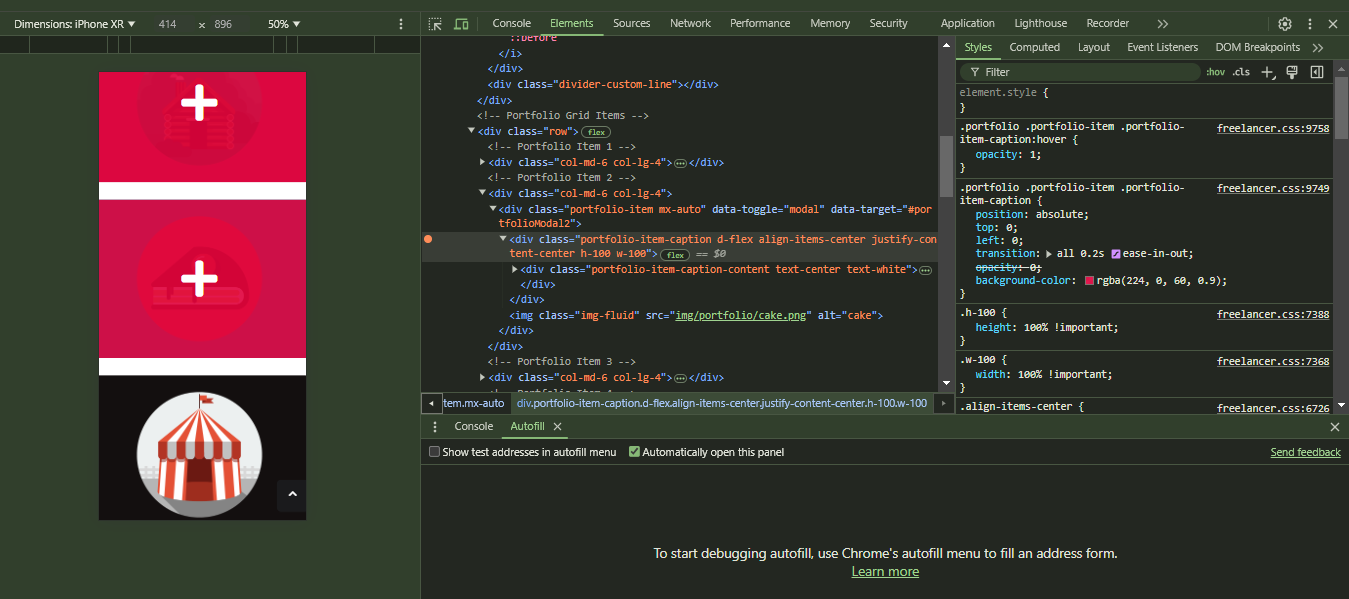 Dimensions: iPhone XR ▼ 414 × 896 50% ▼
Console Elements Sources Network Performance Memory Security Application Lighthouse Recorder
::before
</i>
</div>
<div class="divider-custom-line"></div>
</div>
<!-- Portfolio Grid Items -->
<div class="row"> flex
<!-- Portfolio Item 1 -->
<div class="col-md-6 col-lg-4"> </div>
<!-- Portfolio Item 2 -->
<div class="col-md-6 col-lg-4">
<div class="portfolio-item mx-auto" data-toggle="modal" data-target="#por
tfolioModal2">
<div class="portfolio-item-caption d-flex align-items-center justify-con
tent-center h-100 w-100"> flex == $0
<div class="portfolio-item-caption-content text-center text-white">
</div>
</div>
<img class="img-fluid" src="img/portfolio/cake.png" alt="cake">
</div>
</div>
<!-- Portfolio Item 3 -->
<div class="col-md-6 col-lg-4"> </div>
<!-- Portfolio Item 4 -->
tem.mx-auto div.portfolio-item-caption.d-flex.align-items-center.justify-content-center.h-100.w-100
Styles Computed Layout Event Listeners DOM Breakpoints
Filter :hov .cls
element.style {
}
.portfolio .portfolio-item .portfolio- freelancer.css:9758
item-caption:hover {
opacity: 1;
}
.portfolio .portfolio-item .portfolio- freelancer.css:9749
item-caption {
position: absolute;
top: 0;
left: 0;
transition: all 0.2s ease-in-out;
opacity: 0;
background-color: rgba(224, 0, 60, 0.9);
}
.h-100 { freelancer.css:7388
height: 100% !important;
}
.w-100 { freelancer.css:7368
width: 100% !important;
}
.align-items-center { freelancer.css:6726
Console Autofill
Show test addresses in autofill menu Automatically open this panel Send feedback
To start debugging autofill, use Chrome's autofill menu to fill an address form.
Learn more